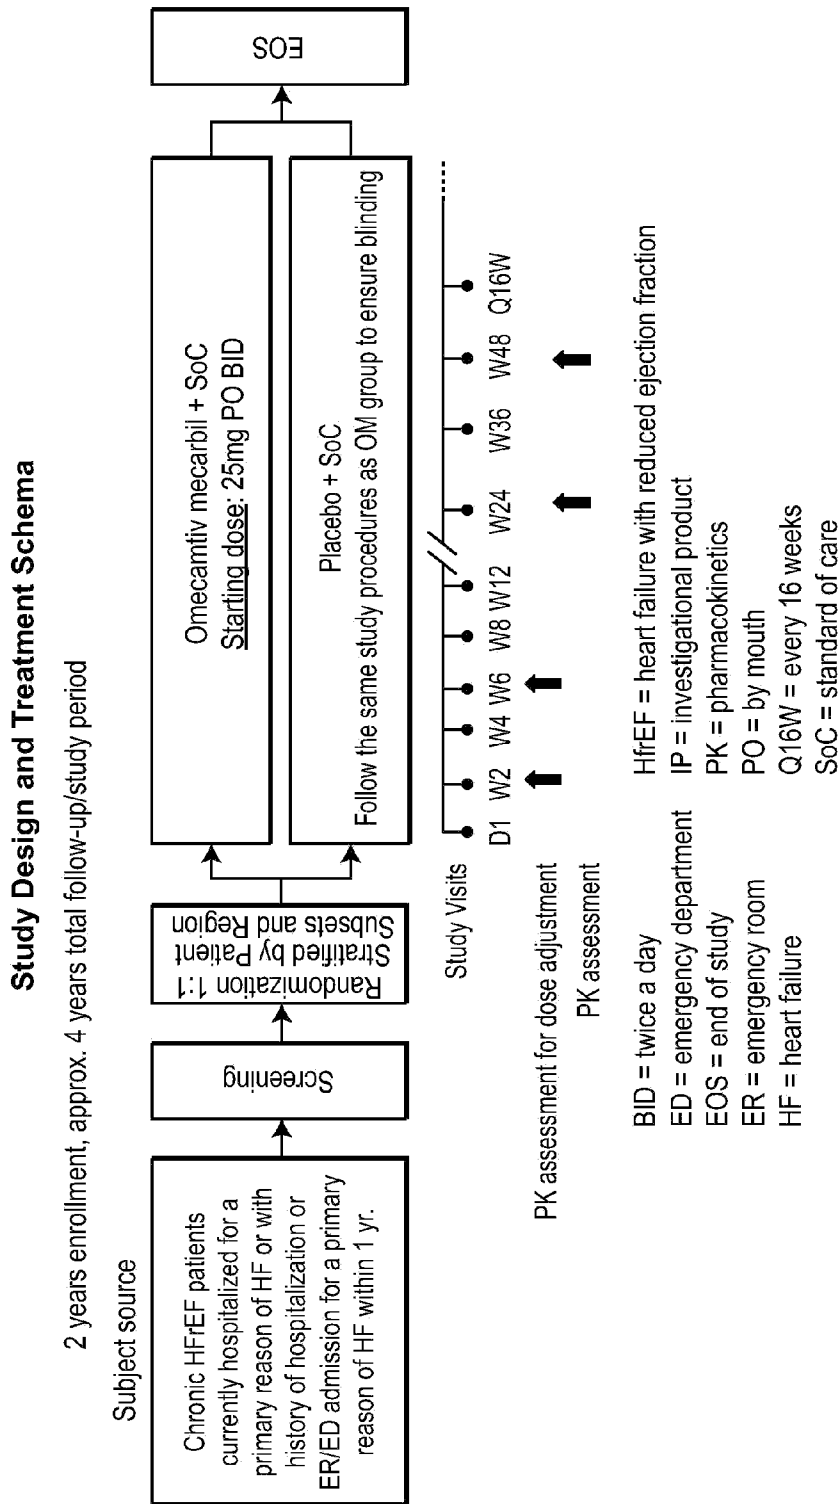 Study Design and Treatment Schema
2 years enrollment, approx. 4 years total follow-up/study period
Subject source
Chronic HFrEF patients
currently hospitalized for a
primary reason of HF or with
history of hospitalization or
ER/ED admission for a primary
reason of HF within 1 yr.
Screening
Randomization 1:1
Stratified by Patient
Subsets and Region
Omecamtiv mecarbil + SoC
Starting dose: 25mg PO BID
Placebo + SoC
Follow the same study procedures as OM group to ensure blinding
EOS
Study Visits
D1 W2 W4 W6 W8 W12 W24 W36 W48 Q16W
PK assessment for dose adjustment
PK assessment
BID = twice a day
ED = emergency department
EOS = end of study
ER = emergency room
HF = heart failure
HfrEF = heart failure with reduced ejection fraction
IP = investigational product
PK = pharmacokinetics
PO = by mouth
Q16W = every 16 weeks
SoC = standard of care